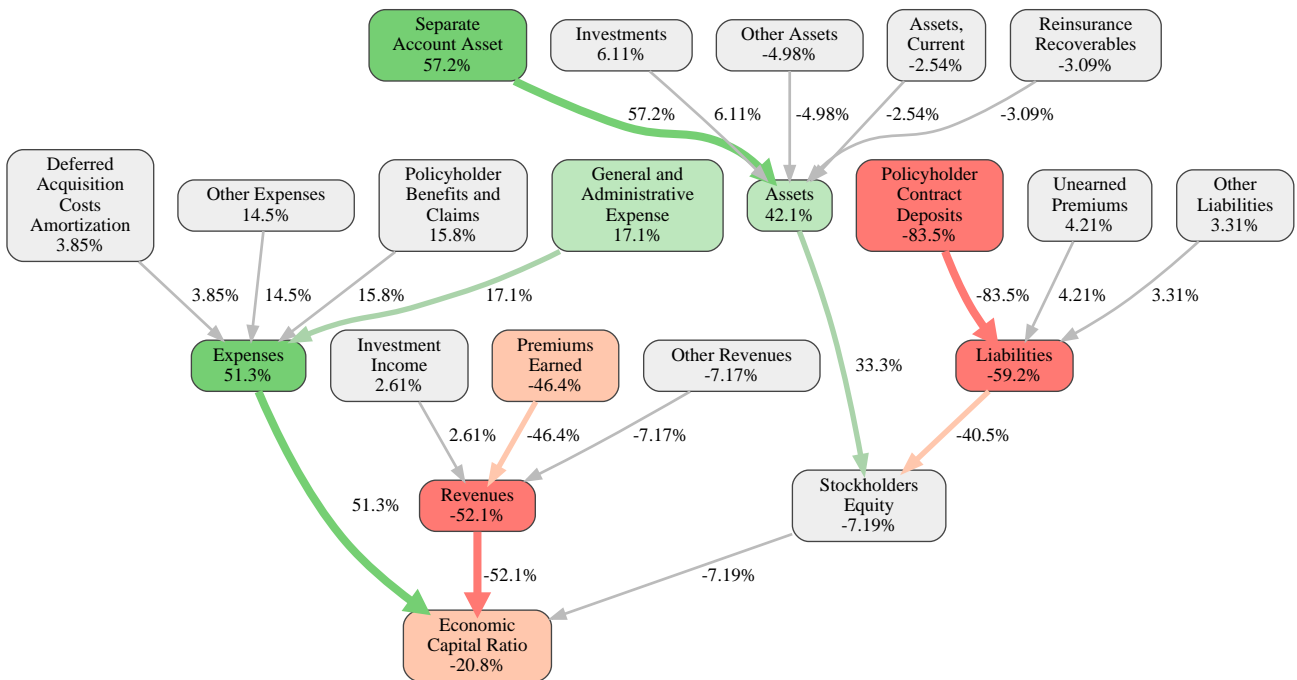 Separate
Account Asset
57.2%
Investments
6.11%
Other Assets
-4.98%
Assets,
Current
-2.54%
Reinsurance
Recoverables
-3.09%
57.2%
6.11%
-4.98%
-2.54%
-3.09%
Deferred
Acquisition
Costs
Amortization
3.85%
Other Expenses
14.5%
Policyholder
Benefits and
Claims
15.8%
General and
Administrative
Expense
17.1%
Assets
42.1%
Policyholder
Contract
Deposits
-83.5%
Unearned
Premiums
4.21%
Other
Liabilities
3.31%
3.85%
14.5%
15.8%
17.1%
-83.5%
4.21%
3.31%
Expenses
51.3%
Investment
Income
2.61%
Premiums
Earned
-46.4%
Other Revenues
-7.17%
33.3%
Liabilities
-59.2%
2.61%
-46.4%
-7.17%
-40.5%
51.3%
Revenues
-52.1%
Stockholders
Equity
-7.19%
-52.1%
-7.19%
Economic
Capital Ratio
-20.8%